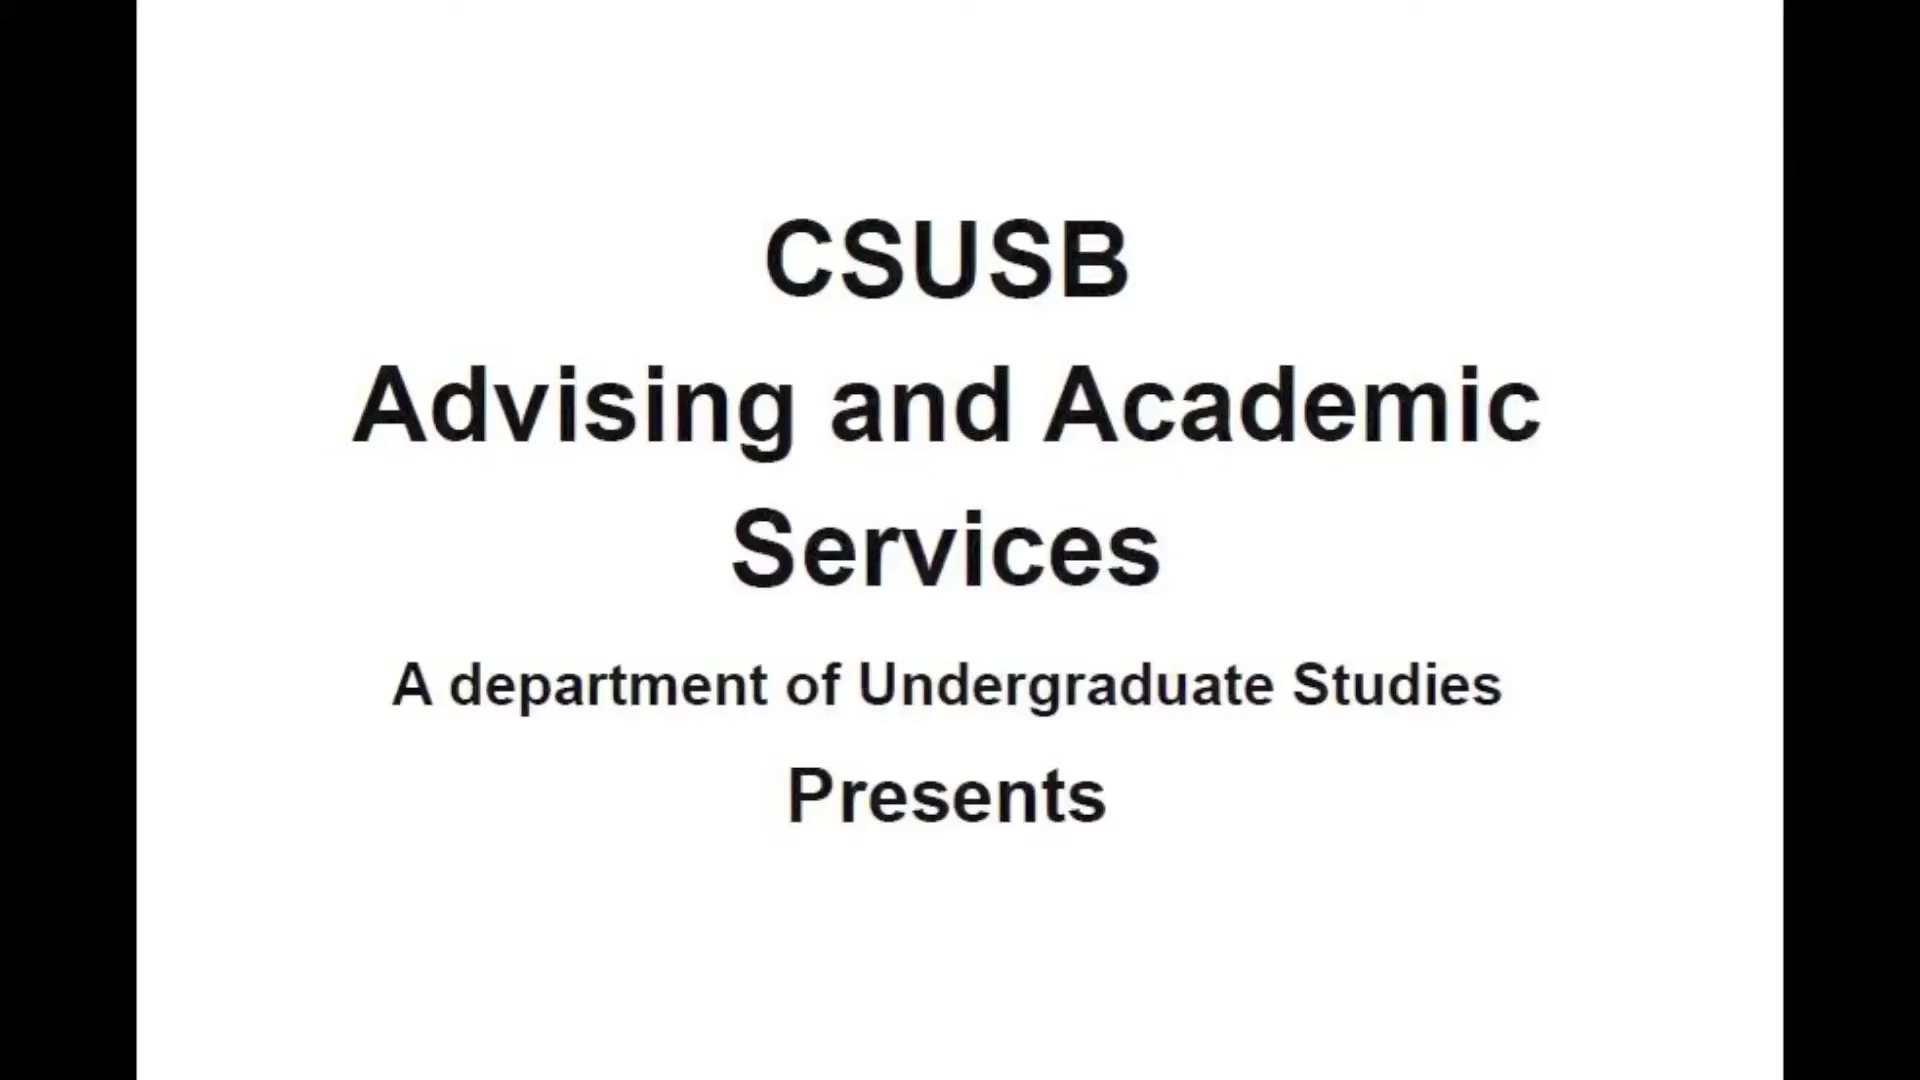 CSUSB
Advising and Academic
Services
A department of Undergraduate Studies
Presents